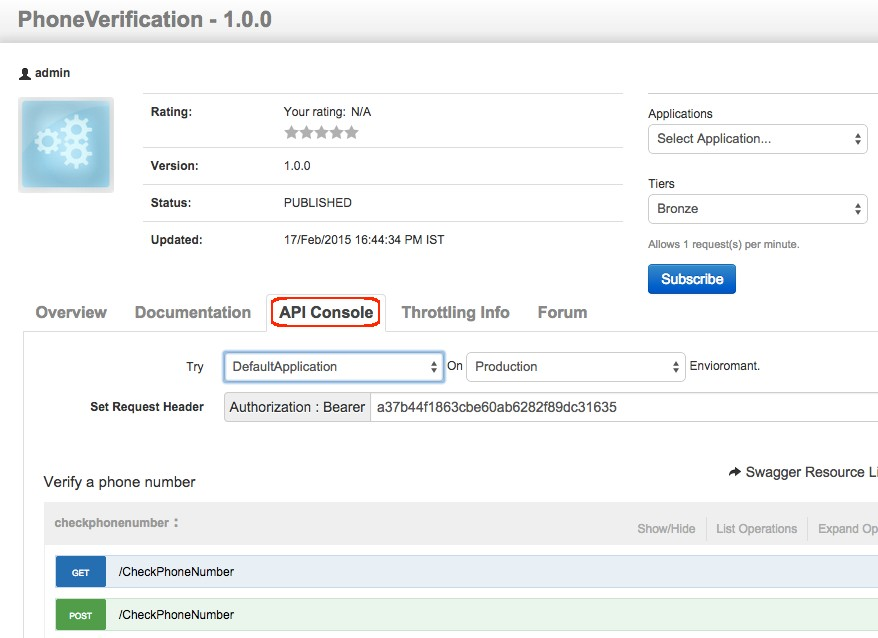 PhoneVerification - 1.0.0
admin
Rating: Your rating: N/A
Version: 1.0.0
Status: PUBLISHED
Updated: 17/Feb/2015 16:44:34 PM IST
Applications
Select Application...
Tiers
Bronze
Allows 1 request(s) per minute.
Subscribe
Overview Documentation API Console Throttling Info Forum
Try DefaultApplication On Production Enviromant.
Set Request Header Authorization : Bearer a37b44f1863cbe60ab6282f89dc31635
Swagger Resource Li
Verify a phone number
checkphonenumber :
Show/Hide List Operations Expand Op
GET /CheckPhoneNumber
POST /CheckPhoneNumber